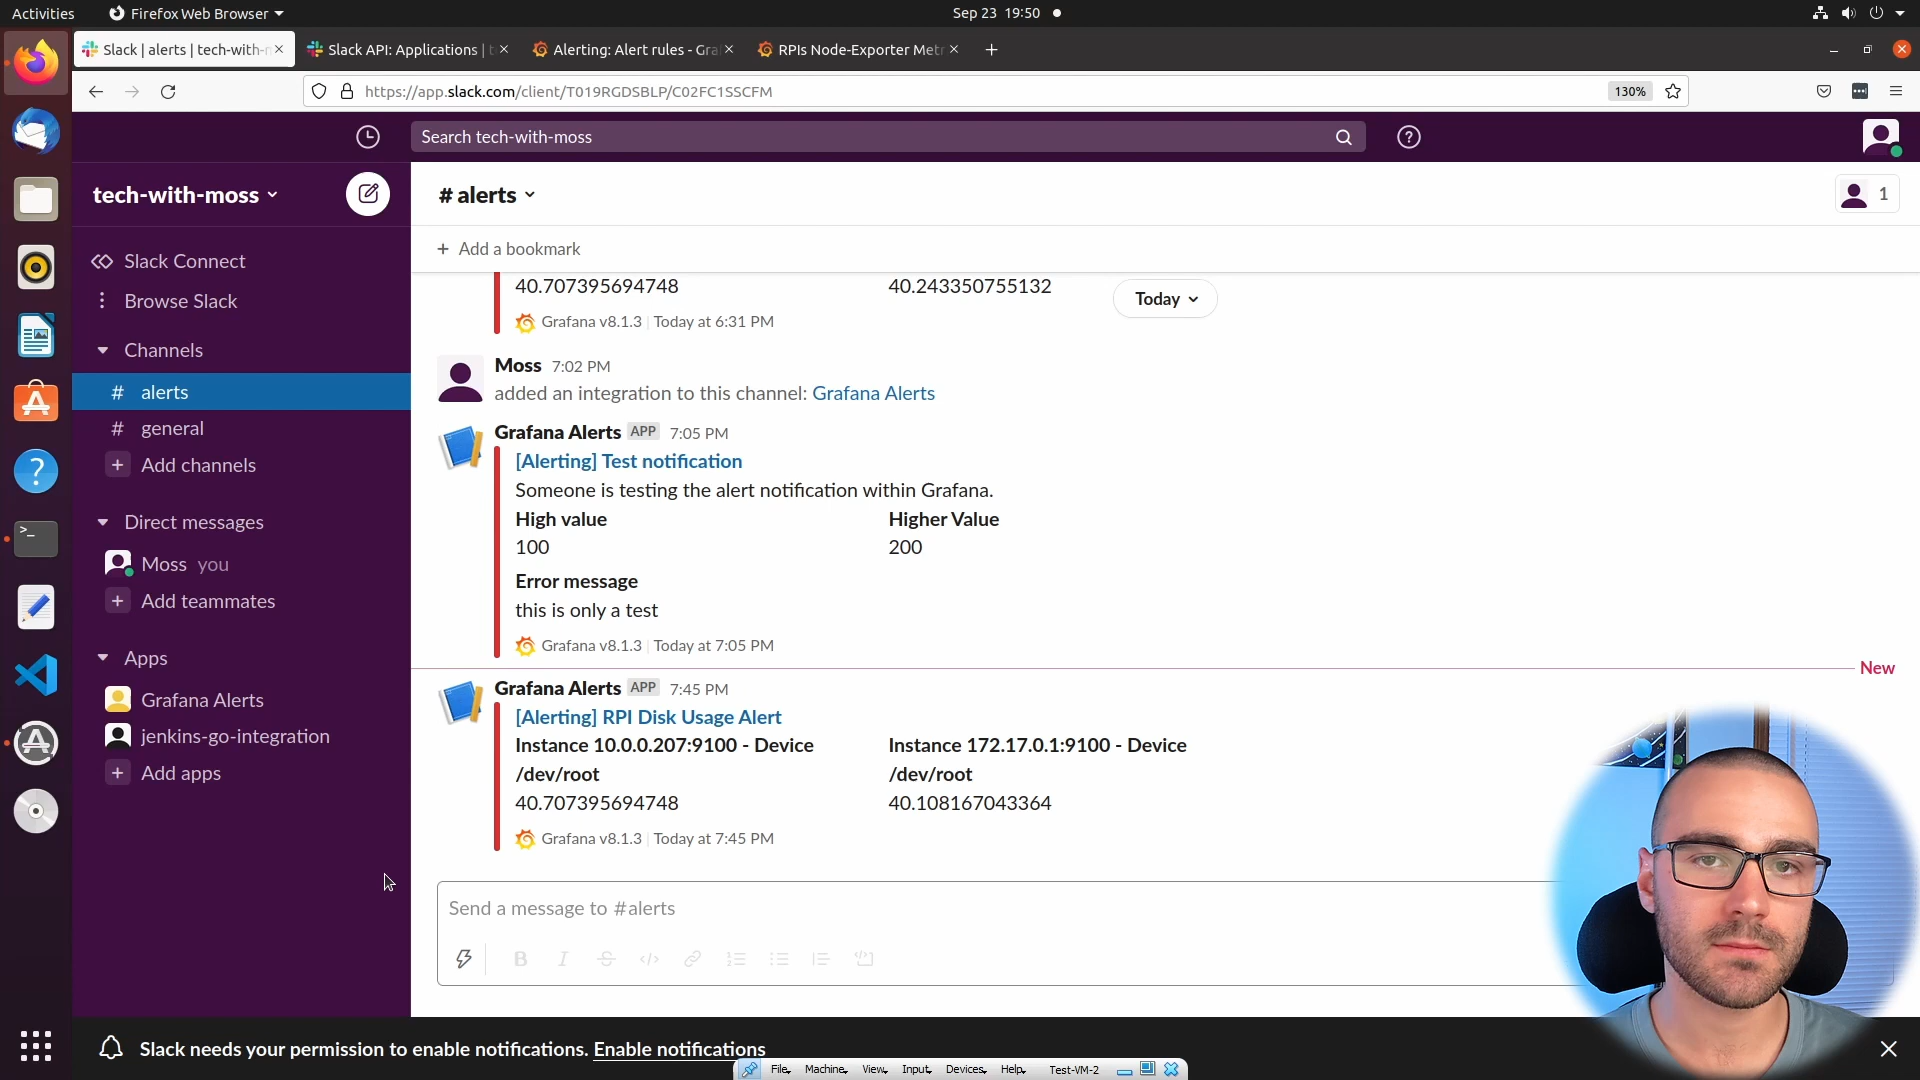 Activities
Firefox Web Browser
Sep 23 19:50
Slack | alerts | tech-with-m
Slack API: Applications | t
Alerting: Alert rules - Gra
RPIs Node-Exporter Metr
https://app.slack.com/client/T019RGDSBLP/C02FC1SSCFM
130%
Search tech-with-moss
tech-with-moss
# alerts
1
+ Add a bookmark
Slack Connect
Browse Slack
Channels
# alerts
# general
+ Add channels
Direct messages
Moss you
+ Add teammates
Apps
Grafana Alerts
jenkins-go-integration
+ Add apps
40.707395694748
40.243350755132
Today
Grafana v8.1.3 | Today at 6:31 PM
Moss 7:02 PM
added an integration to this channel: Grafana Alerts
Grafana Alerts APP 7:05 PM
[Alerting] Test notification
Someone is testing the alert notification within Grafana.
High value
Higher Value
100
200
Error message
this is only a test
Grafana v8.1.3 | Today at 7:05 PM
New
Grafana Alerts APP 7:45 PM
[Alerting] RPI Disk Usage Alert
Instance 10.0.0.207:9100 - Device
/dev/root
40.707395694748
Instance 172.17.0.1:9100 - Device
/dev/root
40.108167043364
Grafana v8.1.3 | Today at 7:45 PM
Send a message to #alerts
Slack needs your permission to enable notifications. Enable notifications
File Machine View Input Devices Help Test-VM-2